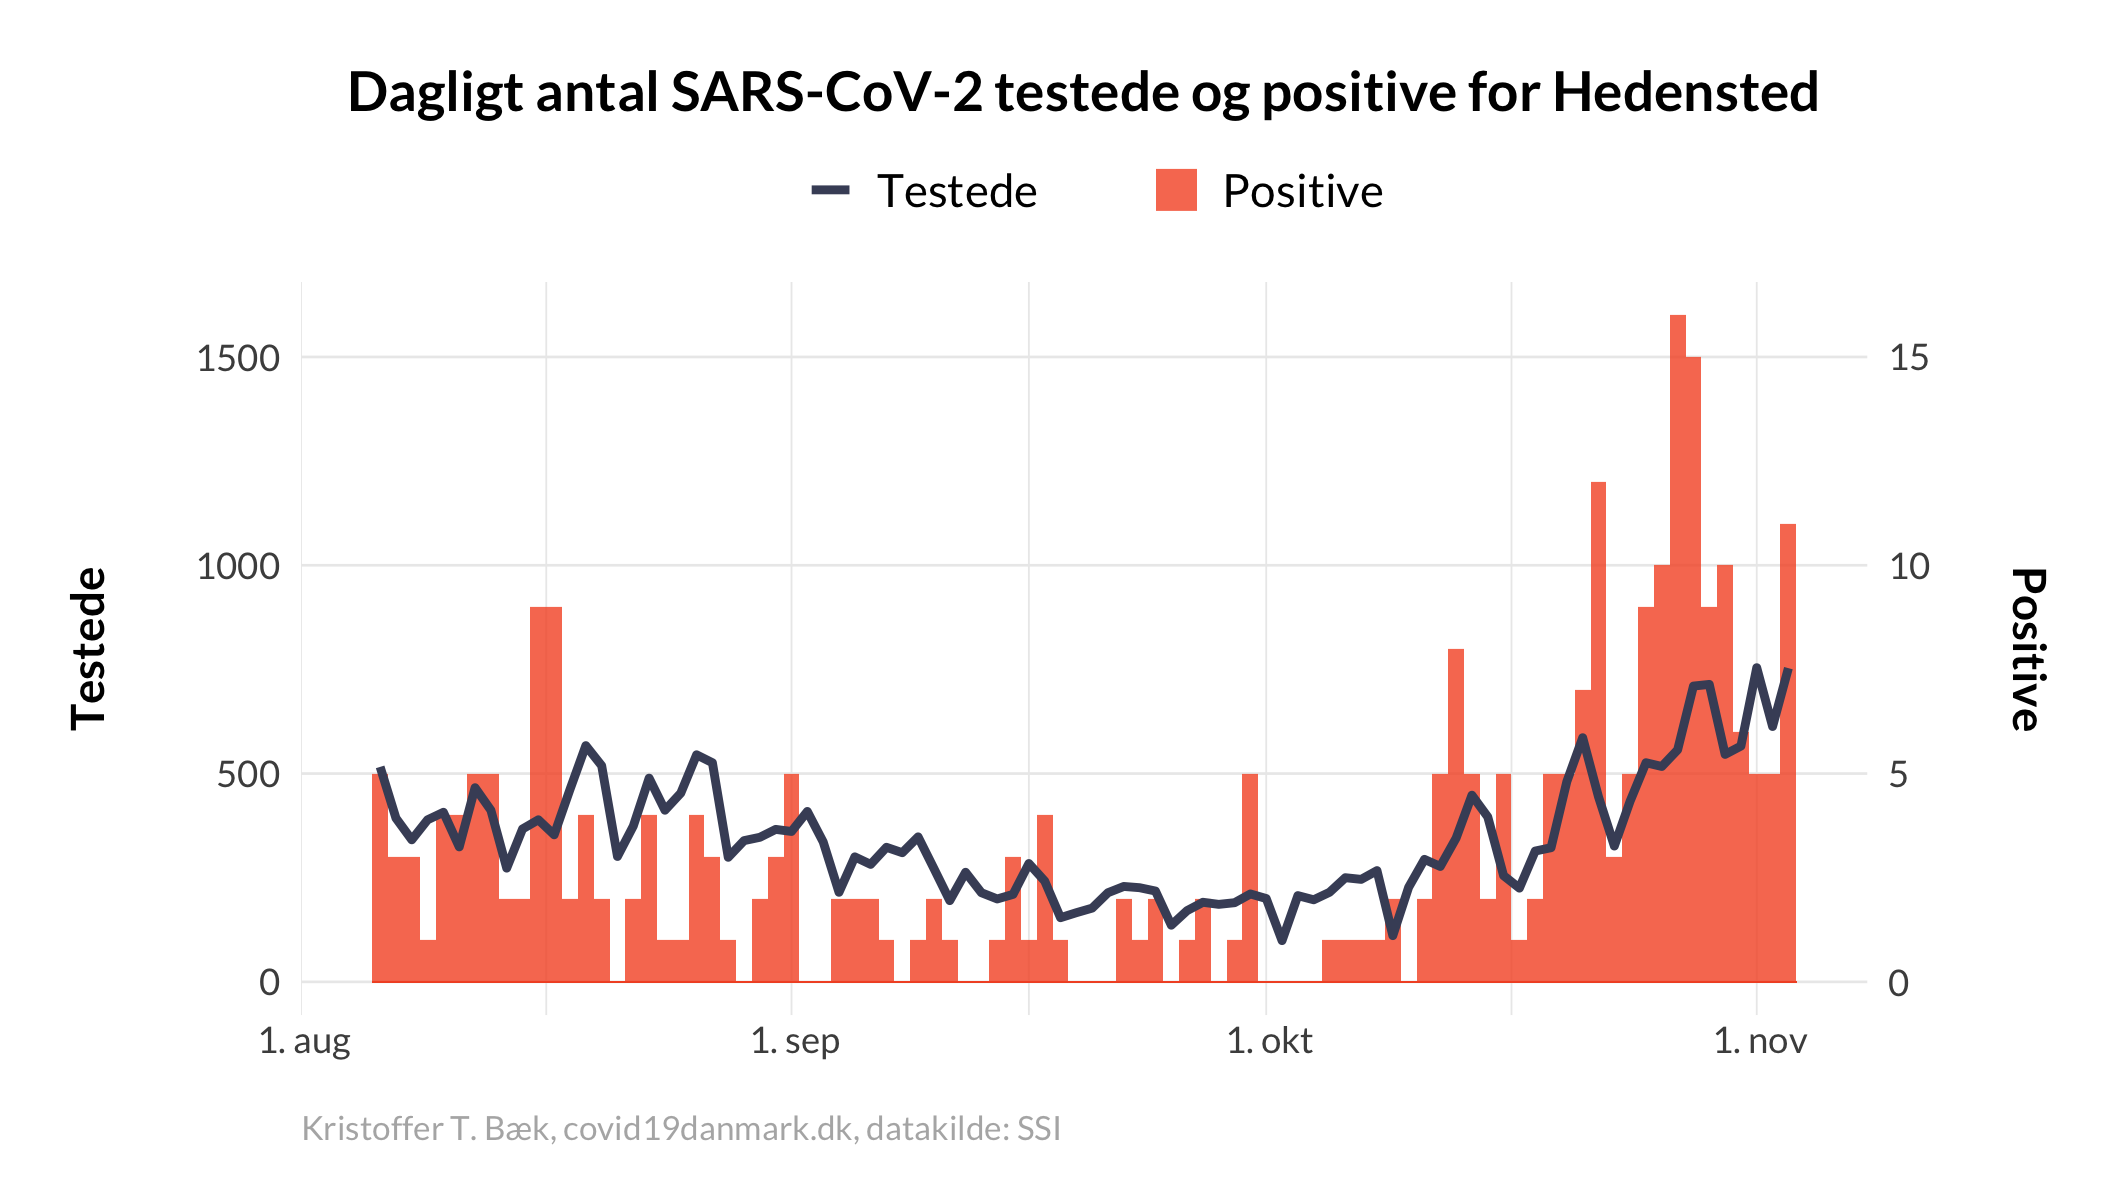 Dagligt antal SARS-CoV-2 testede og positive for Hedensted
Testede
Positive
Testede
1500
1000
500
0
15
10
5
0
Positive
1. aug
1. sep
1. okt
1. nov
Kristoffer T. Bæk, covid19danmark.dk, datakilde: SSI